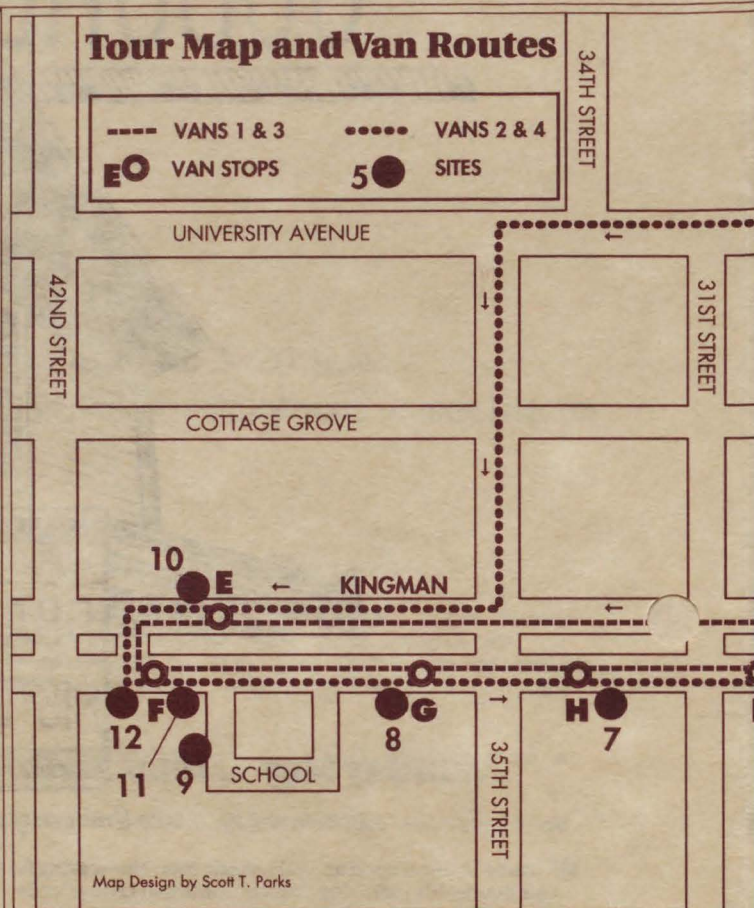 Tour Map and Van Routes
VANS 1 & 3
VANS 2 & 4
E VAN STOPS
5 SITES
34TH STREET
UNIVERSITY AVENUE
←
↓
42ND STREET
31ST STREET
COTTAGE GROVE
↓
10
E
← KINGMAN
←
F
G
H
↑
12
11
9
8
7
SCHOOL
35TH STREET
Map Design by Scott T. Parks